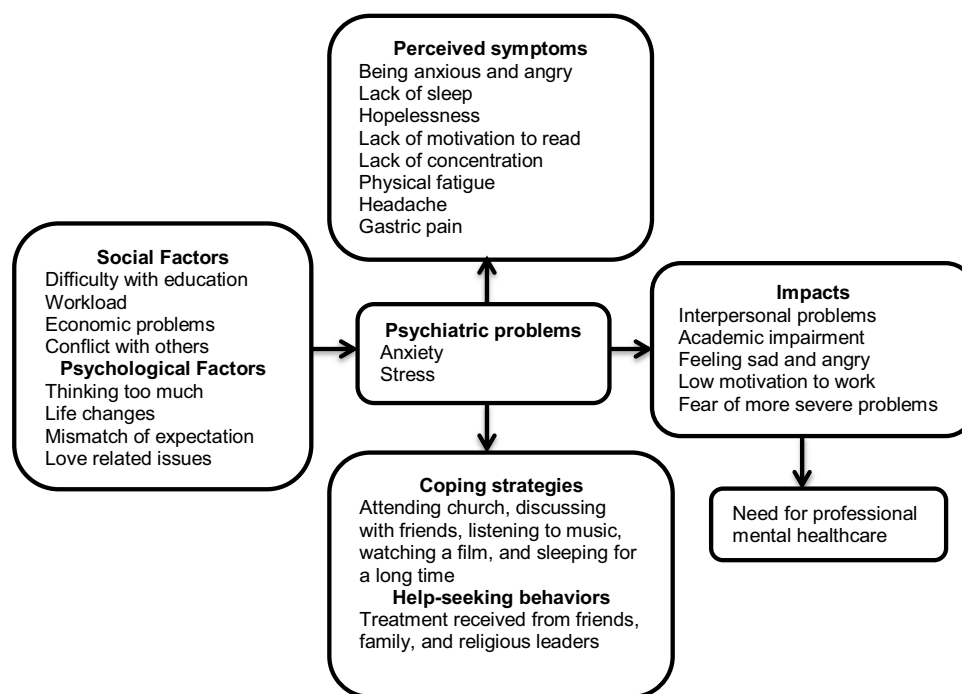 Perceived symptoms
Being anxious and angry
Lack of sleep
Hopelessness
Lack of motivation to read
Lack of concentration
Physical fatigue
Headache
Gastric pain
Social Factors
Difficulty with education
Workload
Economic problems
Conflict with others
Psychological Factors
Thinking too much
Life changes
Mismatch of expectation
Love related issues
Psychiatric problems
Anxiety
Stress
Impacts
Interpersonal problems
Academic impairment
Feeling sad and angry
Low motivation to work
Fear of more severe problems
Coping strategies
Attending church, discussing
with friends, listening to music,
watching a film, and sleeping for
a long time
Help-seeking behaviors
Treatment received from friends,
family, and religious leaders
Need for professional
mental healthcare